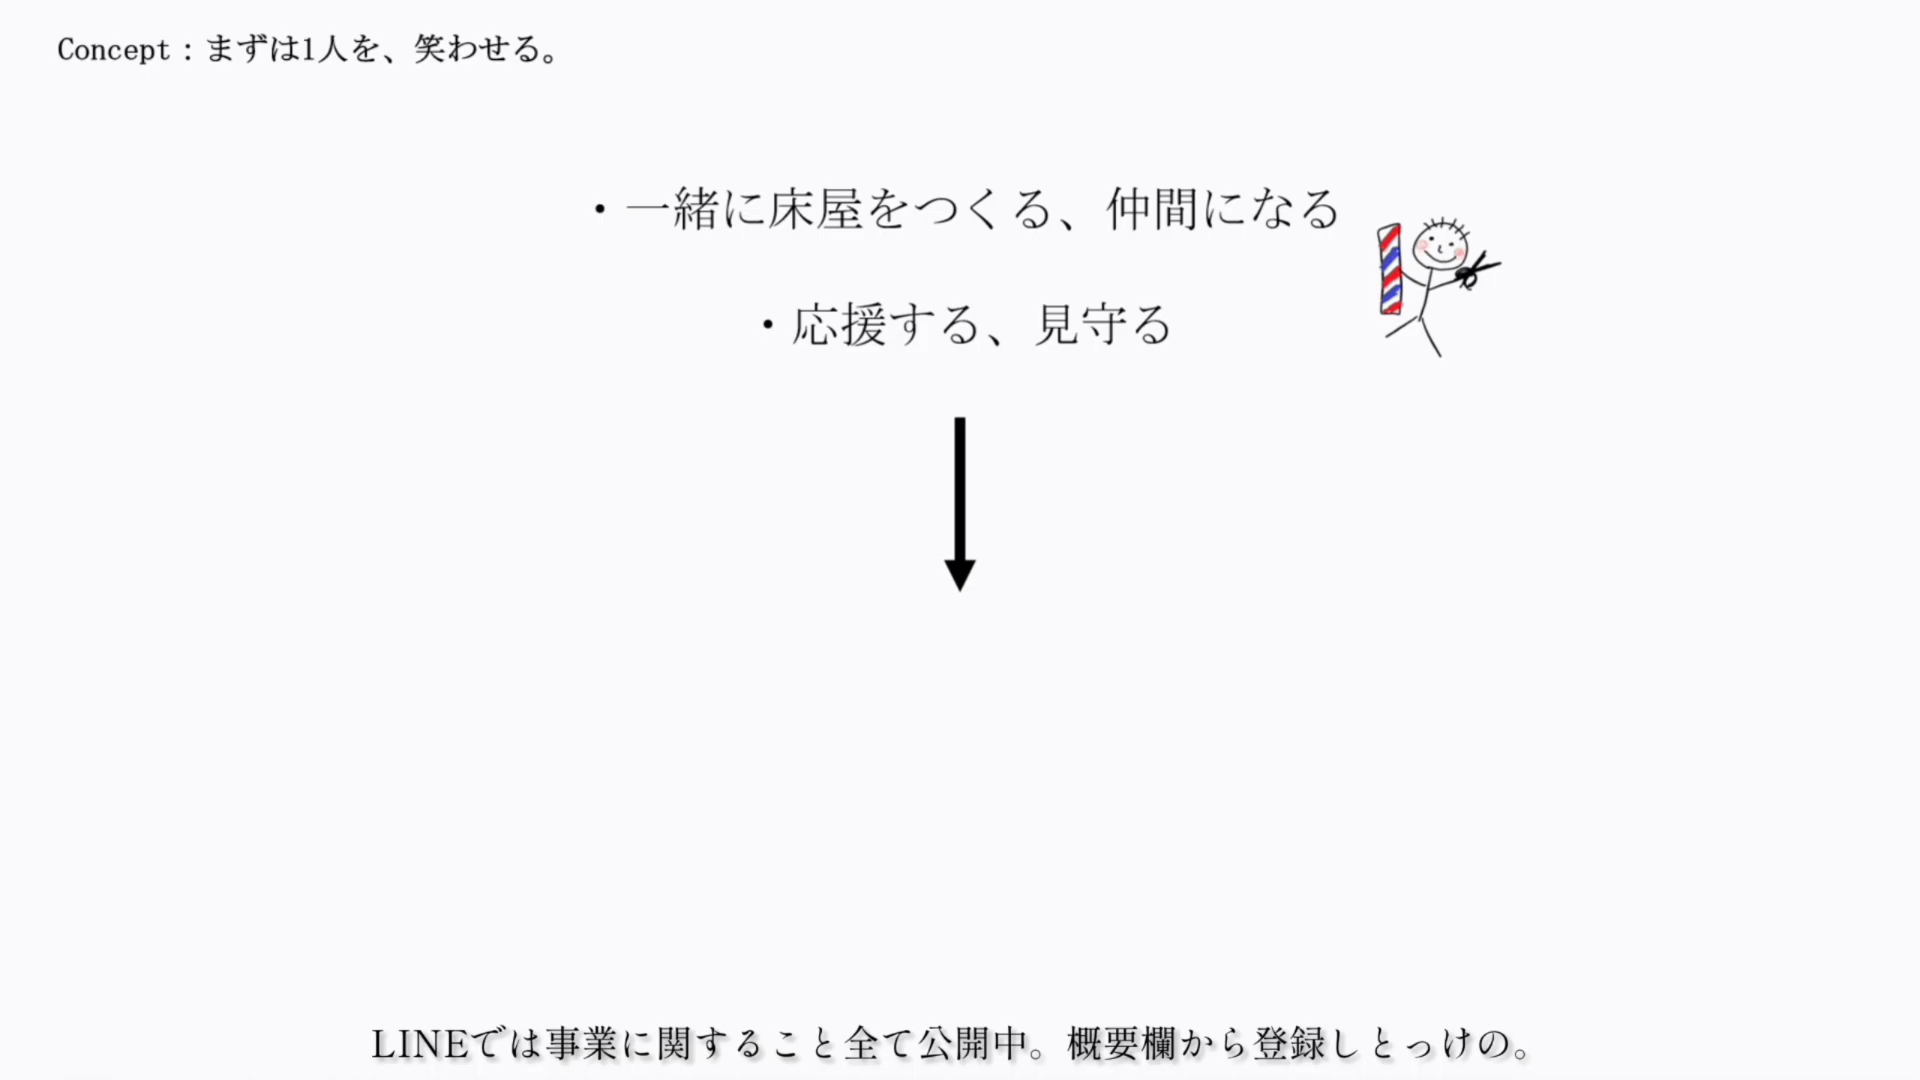 Concept：まずは1人を、笑わせる。
・一緒に床屋をつくる、仲間になる
・応援する、見守る
LINEでは事業に関すること全て公開中。概要欄から登録しとっけの。